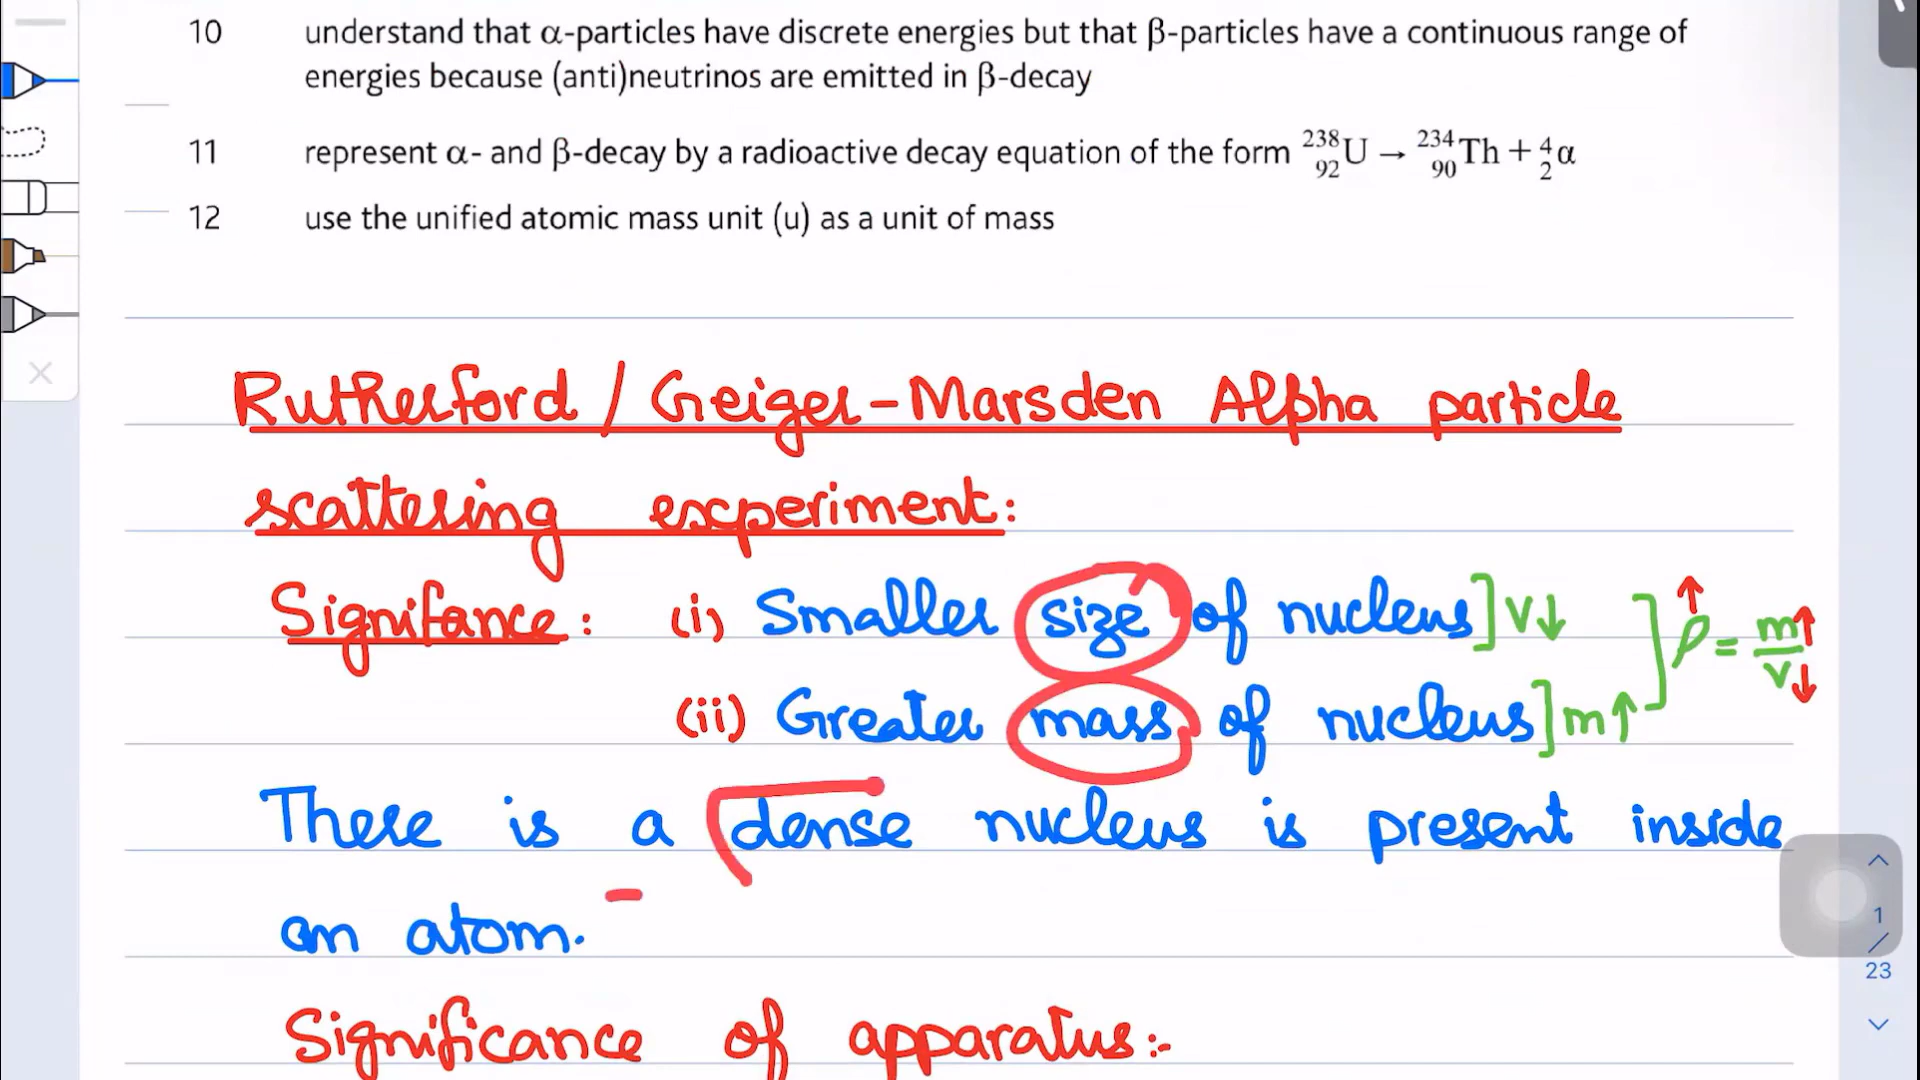 10 understand that α-particles have discrete energies but that β-particles have a continuous range of
energies because (anti)neutrinos are emitted in β-decay
11 represent α- and β-decay by a radioactive decay equation of the form ²³⁸₉₂U → ²³⁴₉₀Th + ⁴₂α
12 use the unified atomic mass unit (u) as a unit of mass
Rutherford / Geiger-Marsden Alpha particle
scattering experiment:
Signifance: (i) Smaller size of nucleus] V↓ ] ↑ρ = m↑/V↓
(ii) Greater mass of nucleus] m↑
There is a dense nucleus is present inside
an atom.
Significance of apparatus:-
1
/
23